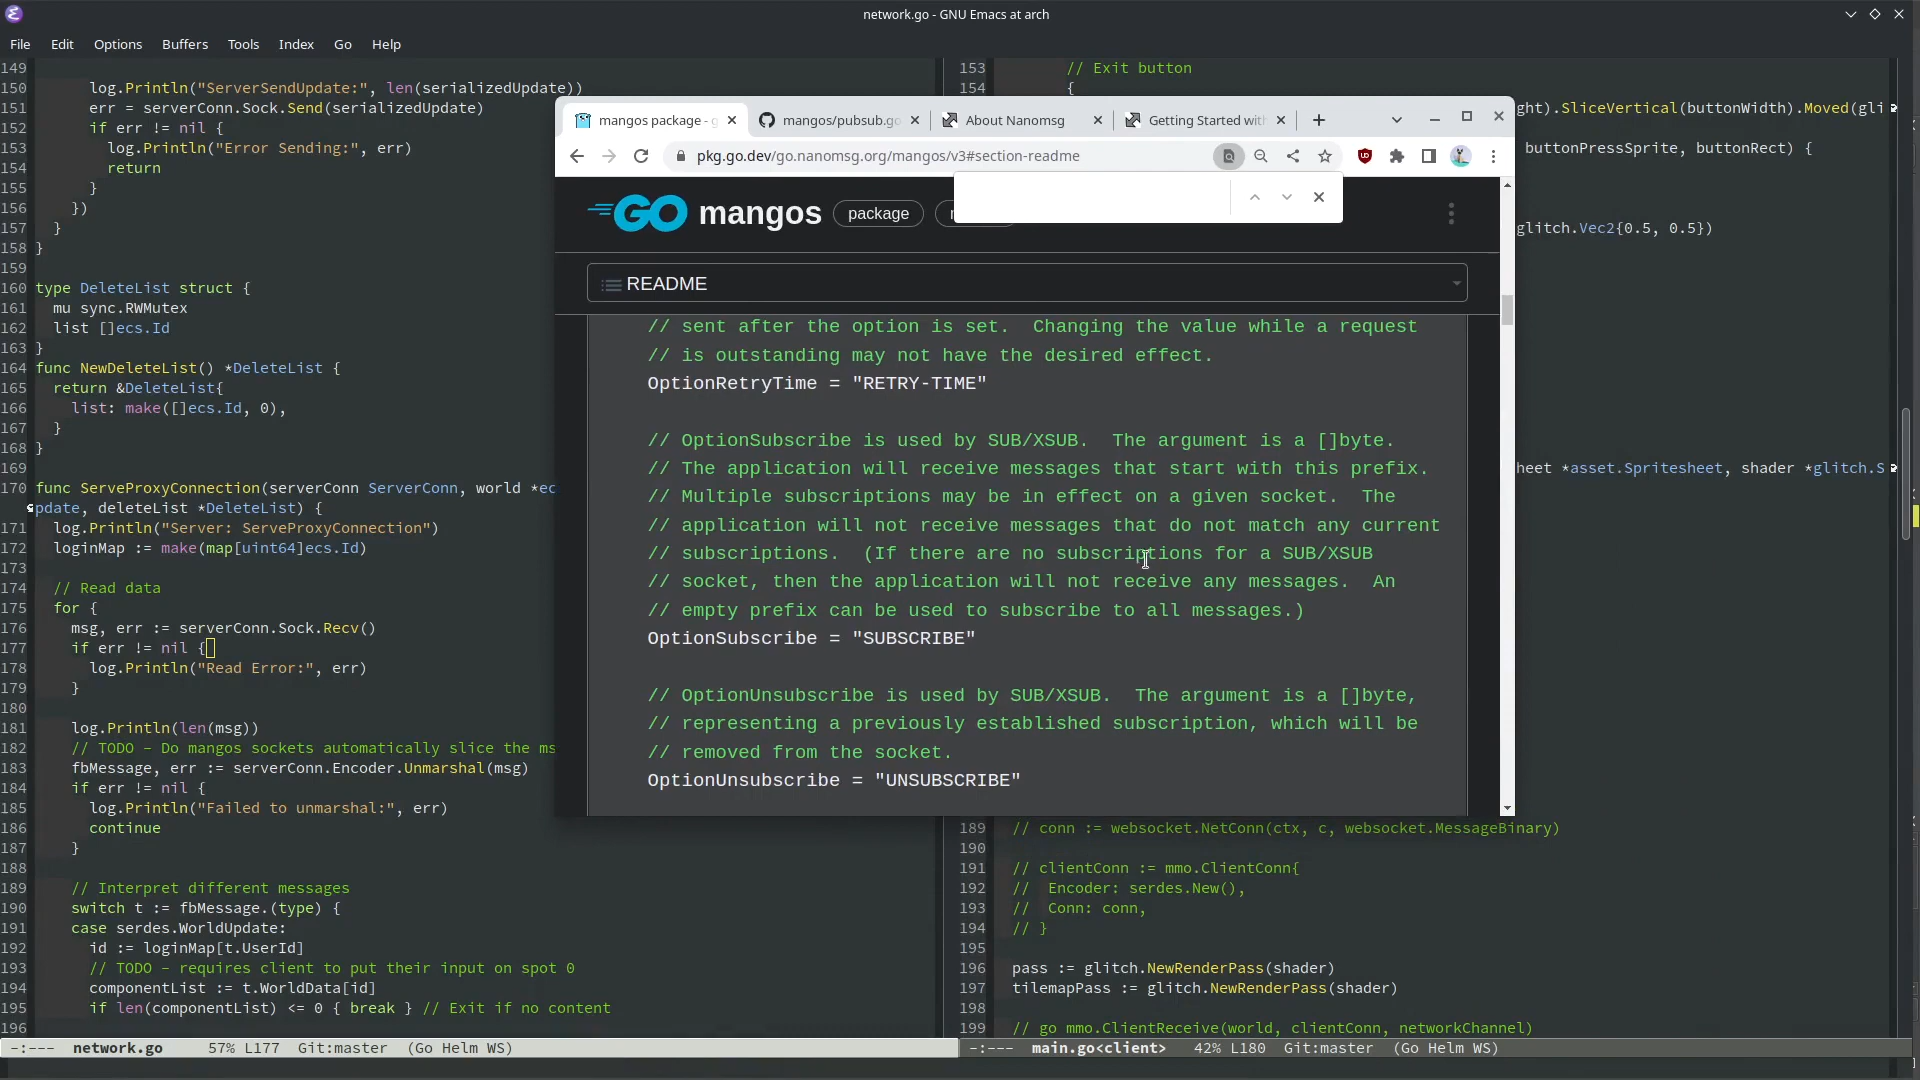 network.go - GNU Emacs at arch
File Edit Options Buffers Tools Index Go Help
149
150 log.Println("ServerSendUpdate:", len(serializedUpdate))
151 err = serverConn.Sock.Send(serializedUpdate)
152 if err != nil {
153 log.Println("Error Sending:", err)
154 return
155 }
156 })
157 }
158 }
159
160 type DeleteList struct {
161 mu sync.RWMutex
162 list []ecs.Id
163 }
164 func NewDeleteList() *DeleteList {
165 return &DeleteList{
166 list: make([]ecs.Id, 0),
167 }
168 }
169
170 func ServeProxyConnection(serverConn ServerConn, world *ec
pdate, deleteList *DeleteList) {
171 log.Println("Server: ServeProxyConnection")
172 loginMap := make(map[uint64]ecs.Id)
173
174 // Read data
175 for {
176 msg, err := serverConn.Sock.Recv()
177 if err != nil {
178 log.Println("Read Error:", err)
179 }
180
181 log.Println(len(msg))
182 // TODO - Do mangos sockets automatically slice the ms
183 fbMessage, err := serverConn.Encoder.Unmarshal(msg)
184 if err != nil {
185 log.Println("Failed to unmarshal:", err)
186 continue
187 }
188
189 // Interpret different messages
190 switch t := fbMessage.(type) {
191 case serdes.WorldUpdate:
192 id := loginMap[t.UserId]
193 // TODO - requires client to put their input on spot 0
194 componentList := t.WorldData[id]
195 if len(componentList) <= 0 { break } // Exit if no content
196
-:--- network.go 57% L177 Git:master (Go Helm WS)
153 // Exit button
154 {
ght).SliceVertical(buttonWidth).Moved(gli
buttonPressSprite, buttonRect) {
glitch.Vec2{0.5, 0.5})
heet *asset.Spritesheet, shader *glitch.S
mangos package - g
mangos/pubsub.go
About Nanomsg
Getting Started with
pkg.go.dev/go.nanomsg.org/mangos/v3#section-readme
GO mangos package
README
// sent after the option is set. Changing the value while a request
// is outstanding may not have the desired effect.
OptionRetryTime = "RETRY-TIME"
// OptionSubscribe is used by SUB/XSUB. The argument is a []byte.
// The application will receive messages that start with this prefix.
// Multiple subscriptions may be in effect on a given socket. The
// application will not receive messages that do not match any current
// subscriptions. (If there are no subscriptions for a SUB/XSUB
// socket, then the application will not receive any messages. An
// empty prefix can be used to subscribe to all messages.)
OptionSubscribe = "SUBSCRIBE"
// OptionUnsubscribe is used by SUB/XSUB. The argument is a []byte,
// representing a previously established subscription, which will be
// removed from the socket.
OptionUnsubscribe = "UNSUBSCRIBE"
189 // conn := websocket.NetConn(ctx, c, websocket.MessageBinary)
190
191 // clientConn := mmo.ClientConn{
192 // Encoder: serdes.New(),
193 // Conn: conn,
194 // }
195
196 pass := glitch.NewRenderPass(shader)
197 tilemapPass := glitch.NewRenderPass(shader)
198
199 // go mmo.ClientReceive(world, clientConn, networkChannel)
-:--- main.go<client> 42% L180 Git:master (Go Helm WS)